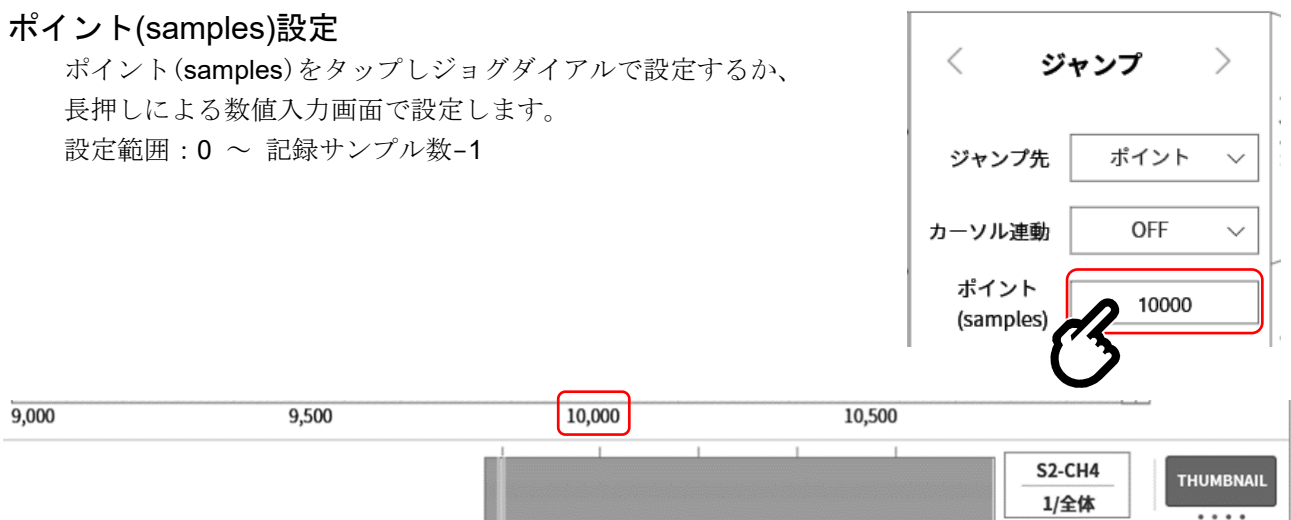 ポイント(samples)設定
ポイント(samples)をタップしジョグダイアルで設定するか、
長押しによる数値入力画面で設定します。
設定範囲：0 ～ 記録サンプル数−1
ジャンプ
ジャンプ先 ポイント
カーソル連動 OFF
ポイント
(samples) 10000
9,000 9,500 10,000 10,500
S2-CH4
1/全体
THUMBNAIL